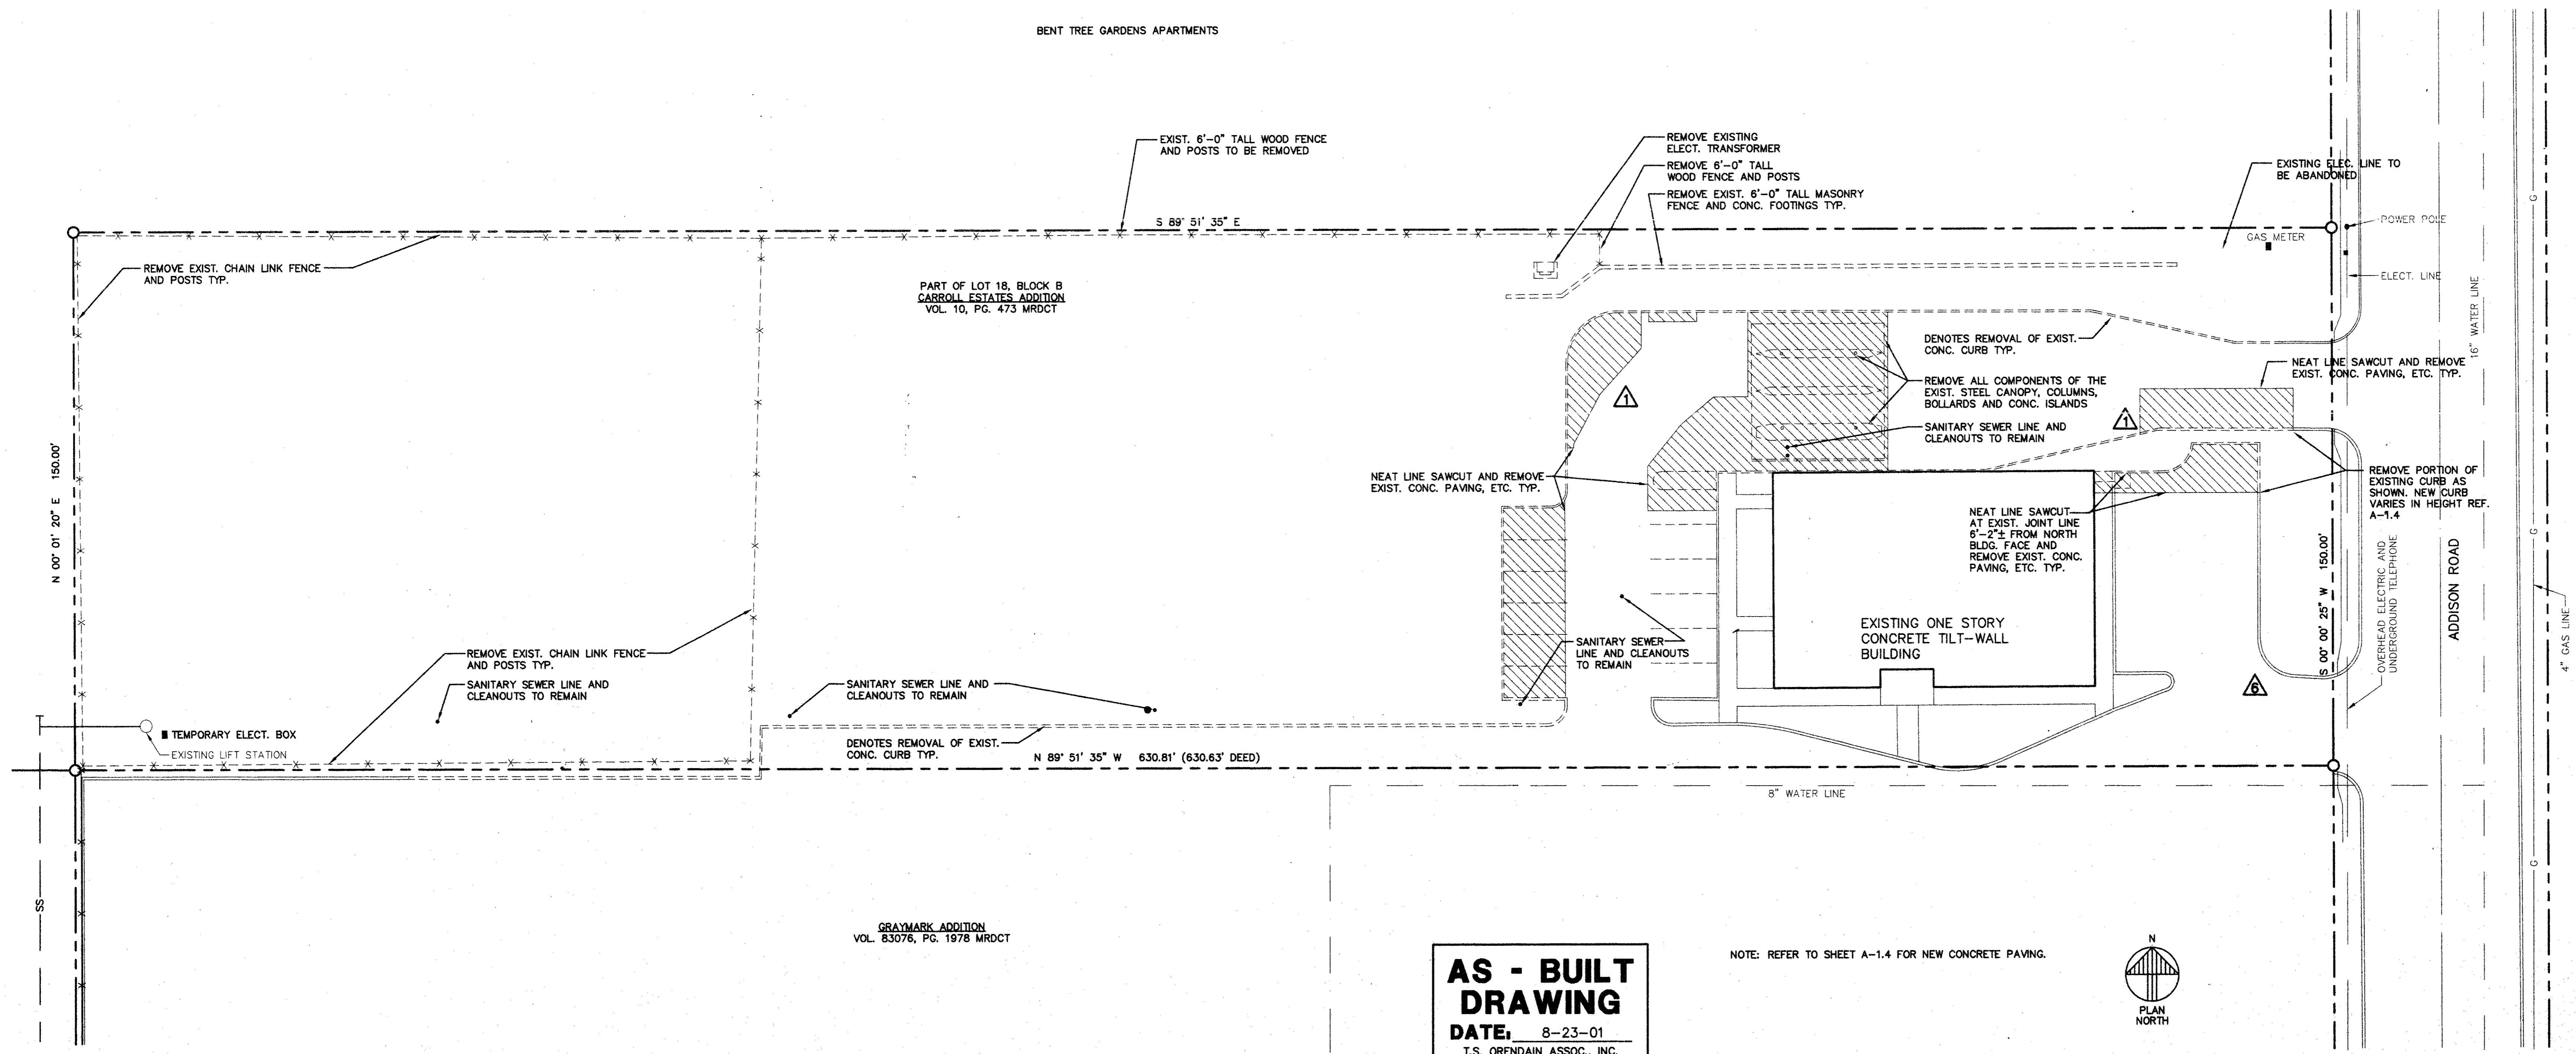 BENT TREE GARDENS APARTMENTS
EXIST. 6'-0" TALL WOOD FENCE
AND POSTS TO BE REMOVED
REMOVE EXISTING
ELECT. TRANSFORMER
REMOVE 6'-0" TALL
WOOD FENCE AND POSTS
REMOVE EXIST. 6'-0" TALL MASONRY
FENCE AND CONC. FOOTINGS TYP.
EXISTING ELEC. LINE TO
BE ABANDONED
S 89° 51' 35" E
POWER POLE
GAS METER
ELECT. LINE
16" WATER LINE
G
REMOVE EXIST. CHAIN LINK FENCE
AND POSTS TYP.
PART OF LOT 18, BLOCK B
CARROLL ESTATES ADDITION
VOL. 10, PG. 473 MRDCT
DENOTES REMOVAL OF EXIST.
CONC. CURB TYP.
NEAT LINE SAWCUT AND REMOVE
EXIST. CONC. PAVING, ETC. TYP.
REMOVE ALL COMPONENTS OF THE
EXIST. STEEL CANOPY, COLUMNS,
BOLLARDS AND CONC. ISLANDS
1
1
SANITARY SEWER LINE AND
CLEANOUTS TO REMAIN
NEAT LINE SAWCUT AND REMOVE
EXIST. CONC. PAVING, ETC. TYP.
REMOVE PORTION OF
EXISTING CURB AS
SHOWN. NEW CURB
VARIES IN HEIGHT REF.
A-1.4
NEAT LINE SAWCUT
AT EXIST. JOINT LINE
6'-2"± FROM NORTH
BLDG. FACE AND
REMOVE EXIST. CONC.
PAVING, ETC. TYP.
N 00° 01' 20" E 150.00'
S 00° 00' 25" W 150.00'
OVERHEAD ELECTRIC AND
UNDERGROUND TELEPHONE
ADDISON ROAD
G
4" GAS LINE
EXISTING ONE STORY
CONCRETE TILT-WALL
BUILDING
SANITARY SEWER
LINE AND CLEANOUTS
TO REMAIN
REMOVE EXIST. CHAIN LINK FENCE
AND POSTS TYP.
SANITARY SEWER LINE AND
CLEANOUTS TO REMAIN
SANITARY SEWER LINE AND
CLEANOUTS TO REMAIN
6
TEMPORARY ELECT. BOX
EXISTING LIFT STATION
DENOTES REMOVAL OF EXIST.
CONC. CURB TYP.
N 89° 51' 35" W 630.81' (630.63' DEED)
8" WATER LINE
G
SS
GRAYMARK ADDITION
VOL. 83076, PG. 1978 MRDCT
AS - BUILT
DRAWING
DATE: 8-23-01
T.S. ORENDAIN ASSOC., INC.
NOTE: REFER TO SHEET A-1.4 FOR NEW CONCRETE PAVING.
N
PLAN
NORTH